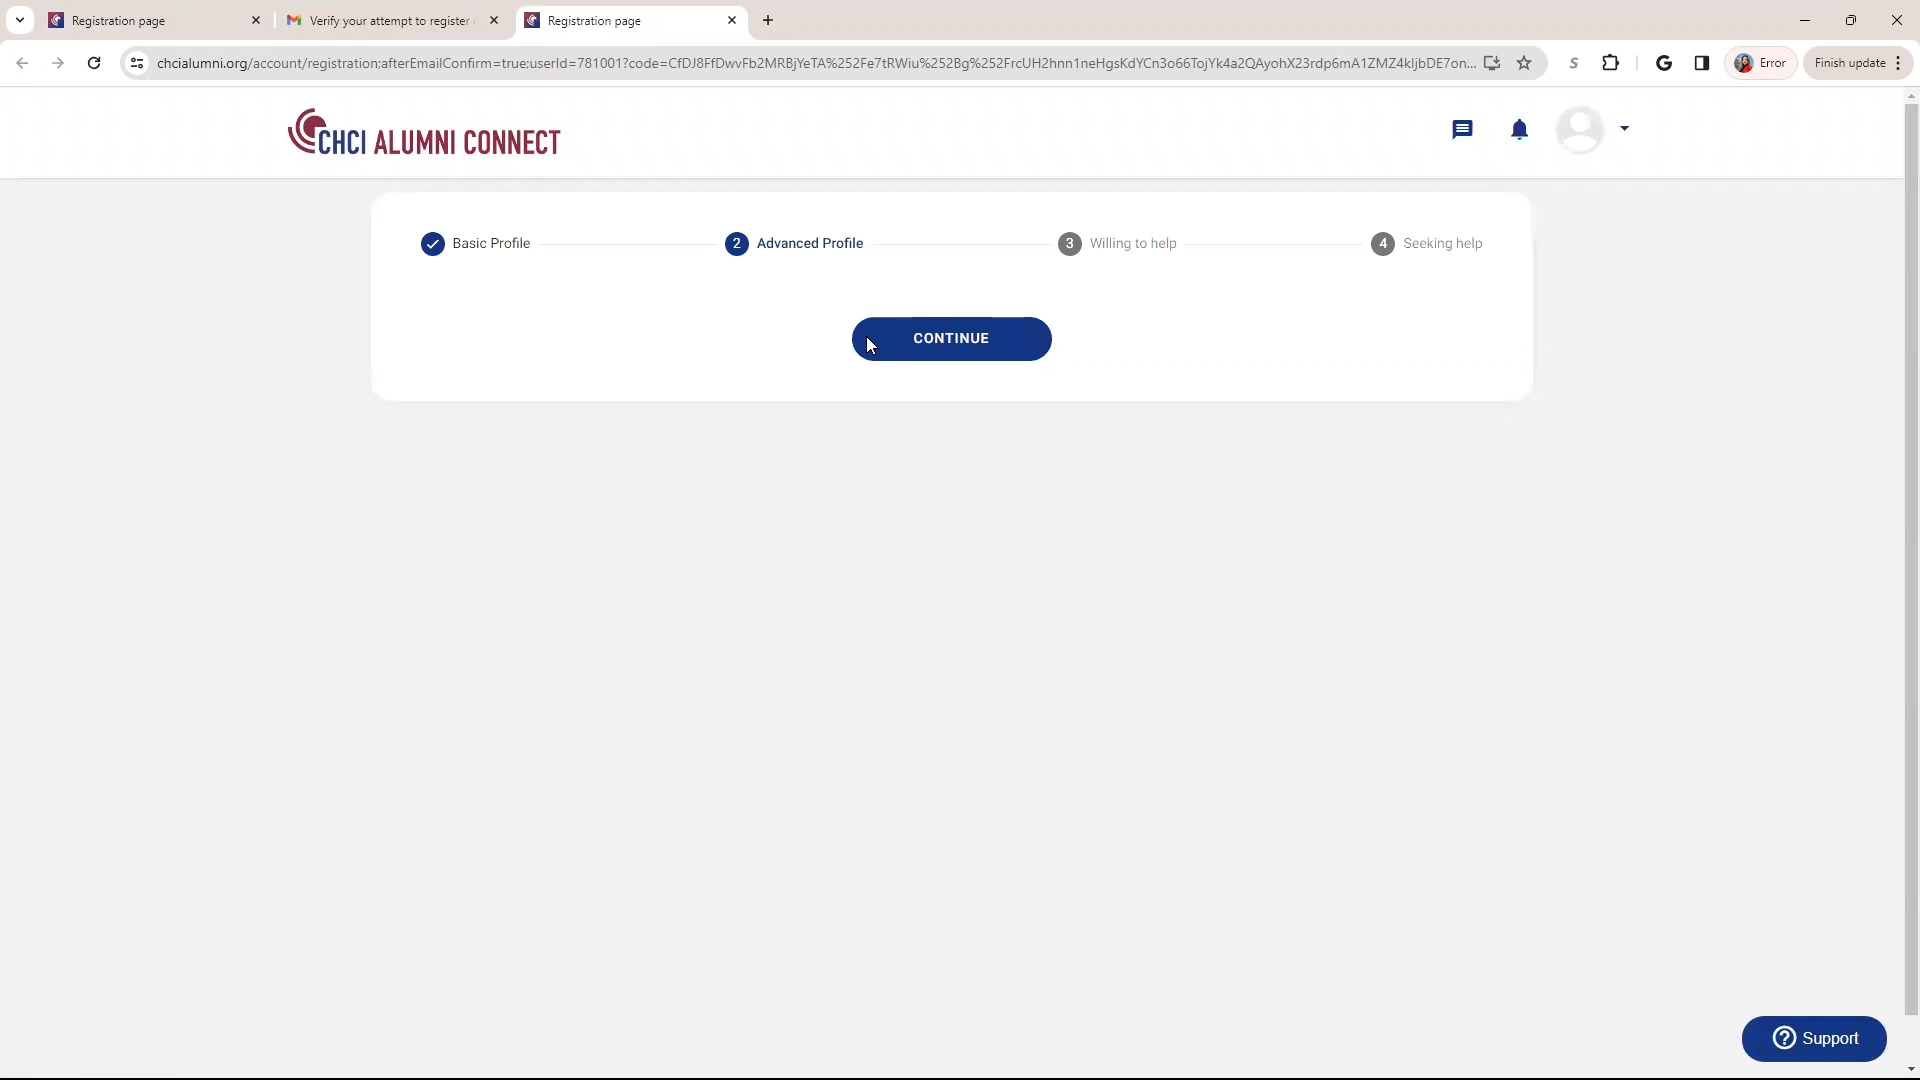 Registration page
Verify your attempt to register
Registration page
chcialumni.org/account/registration;afterEmailConfirm=true;userId=781001?code=CfDJ8FfDwvFb2MRBjYeTA%252Fe7tRWiu%252Bg%252FrcUH2hnn1neHgsKdYCn3o66TojYk4a2QAyohX23rdp6mA1ZMZ4kljbDE7on...
Error
Finish update
CHCI ALUMNI CONNECT
Basic Profile
2 Advanced Profile
3 Willing to help
4 Seeking help
CONTINUE
? Support